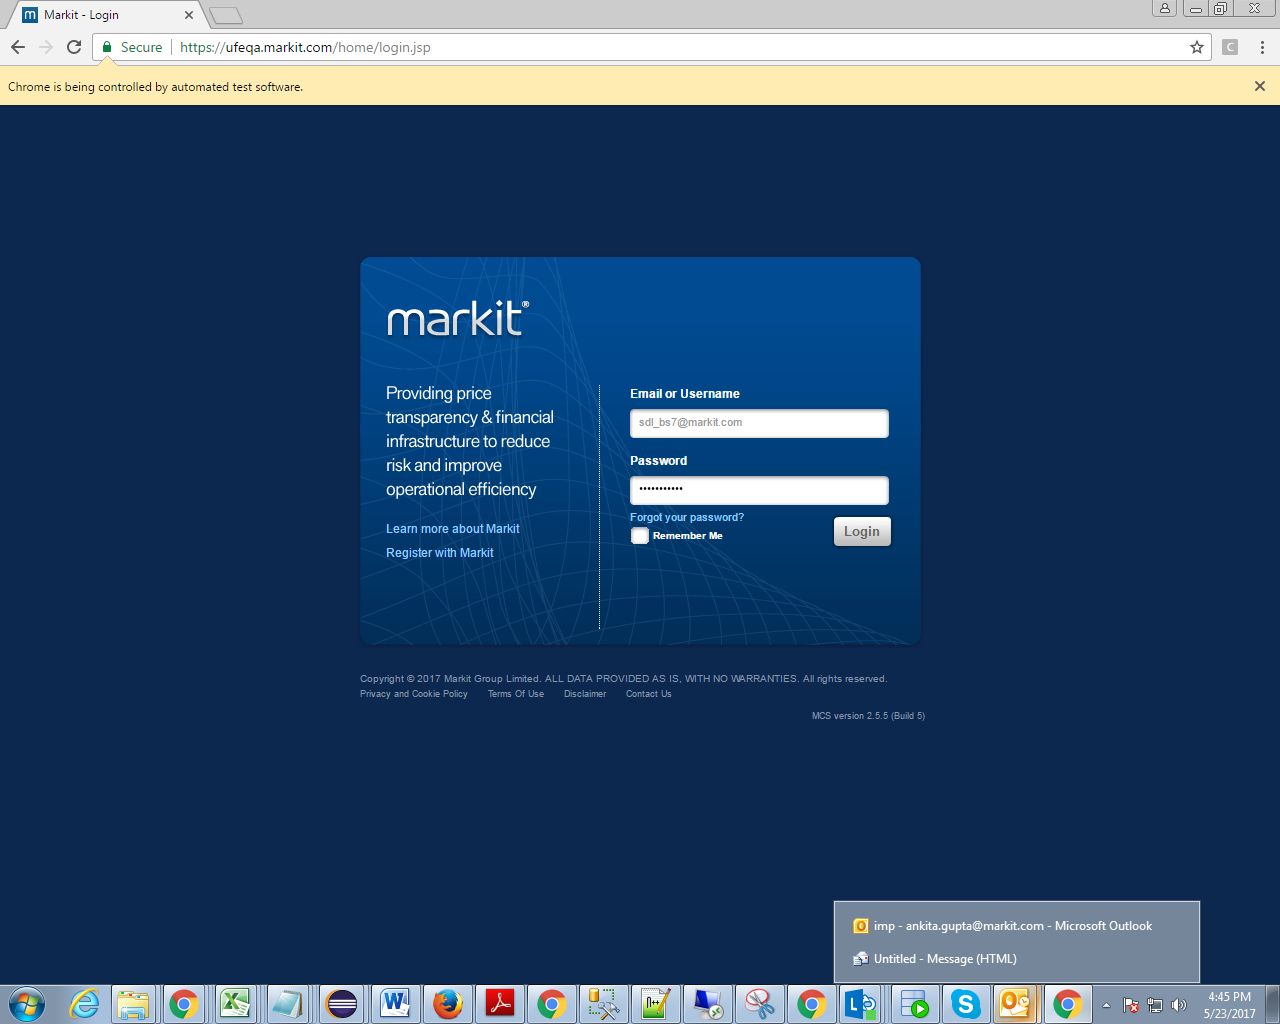 Markit - Login
Secure
https://ufeqa.markit.com/home/login.jsp
Chrome is being controlled by automated test software.
markit®
Providing price
transparency & financial
infrastructure to reduce
risk and improve
operational efficiency
Learn more about Markit
Register with Markit
Email or Username
sdl_bs7@markit.com
Password
Forgot your password?
Remember Me
Login
Copyright © 2017 Markit Group Limited. ALL DATA PROVIDED AS IS, WITH NO WARRANTIES. All rights reserved.
Privacy and Cookie Policy Terms Of Use Disclaimer Contact Us
MCS version 2.5.5 (Build 5)
imp - ankita.gupta@markit.com - Microsoft Outlook
Untitled - Message (HTML)
4:45 PM
5/23/2017